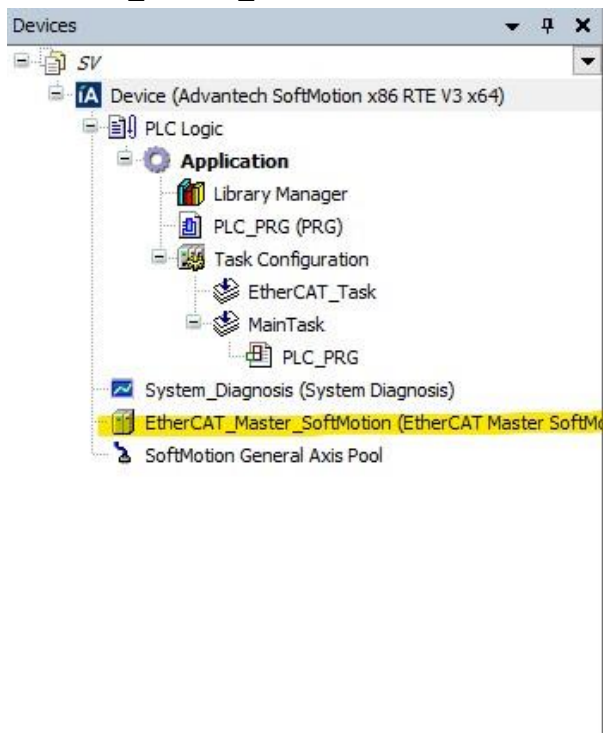 Devices
SV
Device (Advantech SoftMotion x86 RTE V3 x64)
PLC Logic
Application
Library Manager
PLC_PRG (PRG)
Task Configuration
EtherCAT_Task
MainTask
PLC_PRG
System_Diagnosis (System Diagnosis)
EtherCAT_Master_SoftMotion (EtherCAT Master SoftMo
SoftMotion General Axis Pool